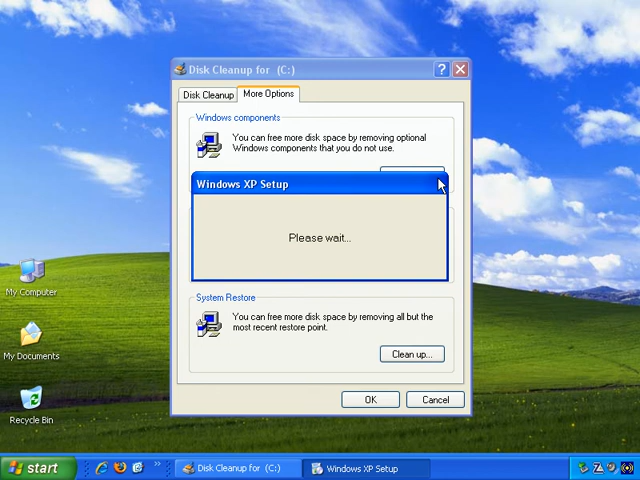 Disk Cleanup for (C:)
Disk Cleanup
More Options
Windows components
You can free more disk space by removing optional
Windows components that you do not use.
Windows XP Setup
Please wait...
System Restore
You can free more disk space by removing all but the
most recent restore point.
Clean up...
OK
Cancel
My Computer
My Documents
Recycle Bin
start
Disk Cleanup for (C:)
Windows XP Setup